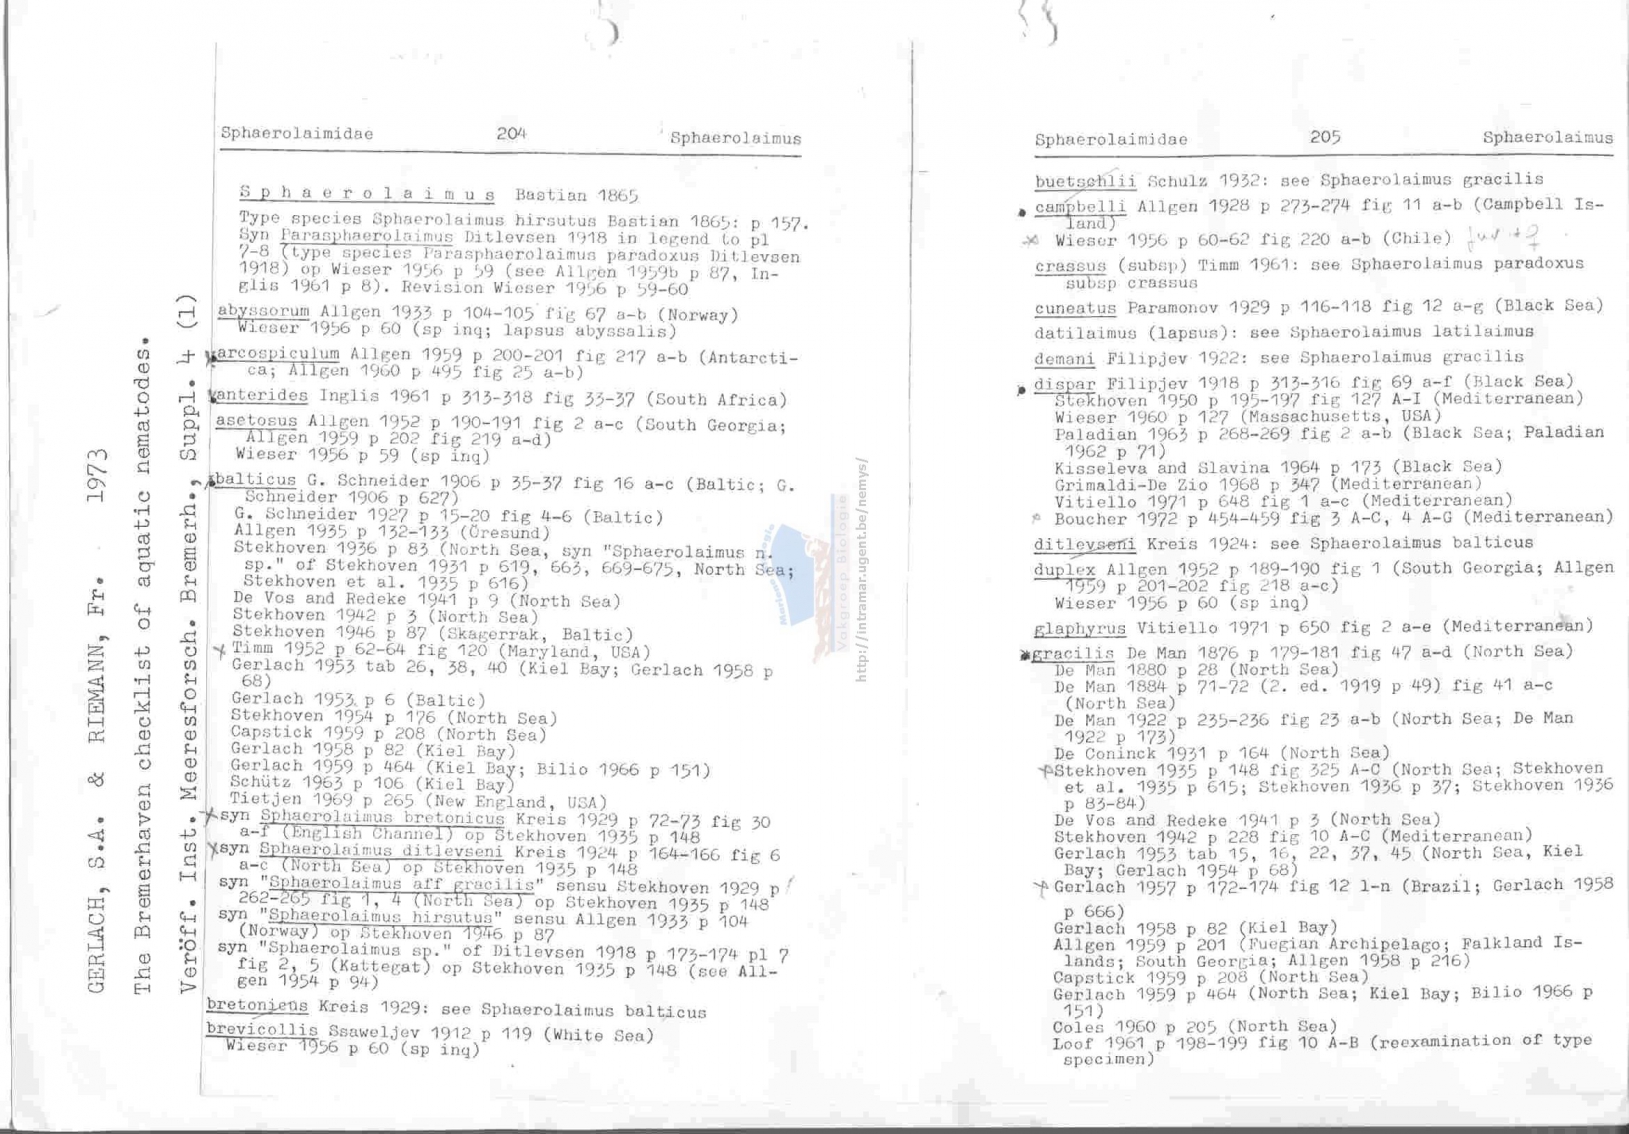 GERLACH, S.A. & RIEMANN, Fr. 1973
The Bremerhaven checklist of aquatic nematodes.
Veröff. Inst. Meeresforsch. Bremerh., Suppl. 4 (1)
Sphaerolaimidae 204 Sphaerolaimus
Sphaerolaimus Bastian 1865
Type species Sphaerolaimus hirsutus Bastian 1865: p 157.
Syn Parasphaerolaimus Ditlevsen 1918 in legend to pl
7-8 (type species Parasphaerolaimus paradoxus Ditlevsen
1918) op Wieser 1956 p 59 (see Allgen 1959b p 87, In-
glis 1961 p 8). Revision Wieser 1956 p 59-60
abyssorum Allgen 1933 p 104-105 fig 67 a-b (Norway)
Wieser 1956 p 60 (sp inq; lapsus abyssalis)
arcospiculum Allgen 1959 p 200-201 fig 217 a-b (Antarcti-
ca; Allgen 1960 p 495 fig 25 a-b)
anterides Inglis 1961 p 313-318 fig 33-37 (South Africa)
asetosus Allgen 1952 p 190-191 fig 2 a-c (South Georgia;
Allgen 1959 p 202 fig 219 a-d)
Wieser 1956 p 59 (sp inq)
balticus G. Schneider 1906 p 35-37 fig 16 a-c (Baltic; G.
Schneider 1906 p 627)
G. Schneider 1927 p 15-20 fig 4-6 (Baltic)
Allgen 1935 p 132-133 (Öresund)
Stekhoven 1936 p 83 (North Sea, syn "Sphaerolaimus n.
sp." of Stekhoven 1931 p 619, 663, 669-675, North Sea;
Stekhoven et al. 1935 p 616)
De Vos and Redeke 1941 p 9 (North Sea)
Stekhoven 1942 p 3 (North Sea)
Stekhoven 1946 p 87 (Skagerrak, Baltic)
Timm 1952 p 62-64 fig 120 (Maryland, USA)
Gerlach 1953 tab 26, 38, 40 (Kiel Bay; Gerlach 1958 p
68)
Gerlach 1953 p 6 (Baltic)
Stekhoven 1954 p 176 (North Sea)
Capstick 1959 p 208 (North Sea)
Gerlach 1958 p 82 (Kiel Bay)
Gerlach 1959 p 464 (Kiel Bay; Bilio 1966 p 151)
Schütz 1963 p 106 (Kiel Bay)
Tietjen 1969 p 265 (New England, USA)
syn Sphaerolaimus bretonicus Kreis 1929 p 72-73 fig 30
a-f (English Channel) op Stekhoven 1935 p 148
syn Sphaerolaimus ditlevseni Kreis 1924 p 164-166 fig 6
a-c (North Sea) op Stekhoven 1935 p 148
syn "Sphaerolaimus aff gracilis" sensu Stekhoven 1929 p
262-265 fig 1, 4 (North Sea) op Stekhoven 1935 p 148
syn "Sphaerolaimus hirsutus" sensu Allgen 1933 p 104
(Norway) op Stekhoven 1946 p 87
syn "Sphaerolaimus sp." of Ditlevsen 1918 p 173-174 pl 7
fig 2, 5 (Kattegat) op Stekhoven 1935 p 148 (see All-
gen 1954 p 94)
Kreis 1929: see Sphaerolaimus balticus
brevicollis Ssaweljev 1912 p 119 (White Sea)
Wieser 1956 p 60 (sp inq)
Marine Biologie
Vakgroep Biologie
http://intramar.ugent.be/nemys/
Sphaerolaimidae 205 Sphaerolaimus
buetschlii Schulz 1932: see Sphaerolaimus gracilis
campbelli Allgen 1928 p 273-274 fig 11 a-b (Campbell Is-
land)
Wieser 1956 p 60-62 fig 220 a-b (Chile) juv + ♀
crassus (subsp) Timm 1961: see Sphaerolaimus paradoxus
subsp crassus
cuneatus Paramonov 1929 p 116-118 fig 12 a-g (Black Sea)
datilaimus (lapsus): see Sphaerolaimus latilaimus
demani Filipjev 1922: see Sphaerolaimus gracilis
dispar Filipjev 1918 p 313-316 fig 69 a-f (Black Sea)
Stekhoven 1950 p 195-197 fig 127 A-I (Mediterranean)
Wieser 1960 p 127 (Massachusetts, USA)
Paladian 1963 p 268-269 fig 2 a-b (Black Sea; Paladian
1962 p 71)
Kisseleva and Slavina 1964 p 173 (Black Sea)
Grimaldi-De Zio 1968 p 347 (Mediterranean)
Vitiello 1971 p 648 fig 1 a-c (Mediterranean)
Boucher 1972 p 454-459 fig 3 A-C, 4 A-G (Mediterranean)
ditlevseni Kreis 1924: see Sphaerolaimus balticus
duplex Allgen 1952 p 189-190 fig 1 (South Georgia; Allgen
1959 p 201-202 fig 218 a-c)
Wieser 1956 p 60 (sp inq)
glaphyrus Vitiello 1971 p 650 fig 2 a-e (Mediterranean)
gracilis De Man 1876 p 179-181 fig 47 a-d (North Sea)
De Man 1880 p 28 (North Sea)
De Man 1884 p 71-72 (2. ed. 1919 p 49) fig 41 a-c
(North Sea)
De Man 1922 p 235-236 fig 23 a-b (North Sea; De Man
1922 p 173)
De Coninck 1931 p 164 (North Sea)
Stekhoven 1935 p 148 fig 325 A-C (North Sea; Stekhoven
et al. 1935 p 615; Stekhoven 1936 p 37; Stekhoven 1936
p 83-84)
De Vos and Redeke 1941 p 3 (North Sea)
Stekhoven 1942 p 228 fig 10 A-C (Mediterranean)
Gerlach 1953 tab 15, 16, 22, 37, 45 (North Sea, Kiel
Bay; Gerlach 1954 p 68)
Gerlach 1957 p 172-174 fig 12 l-n (Brazil; Gerlach 1958
p 666)
Gerlach 1958 p 82 (Kiel Bay)
Allgen 1959 p 201 (Fuegian Archipelago; Falkland Is-
lands; South Georgia; Allgen 1958 p 216)
Capstick 1959 p 208 (North Sea)
Gerlach 1959 p 464 (North Sea; Kiel Bay; Bilio 1966 p
151)
Coles 1960 p 205 (North Sea)
Loof 1961 p 198-199 fig 10 A-B (reexamination of type
specimen)